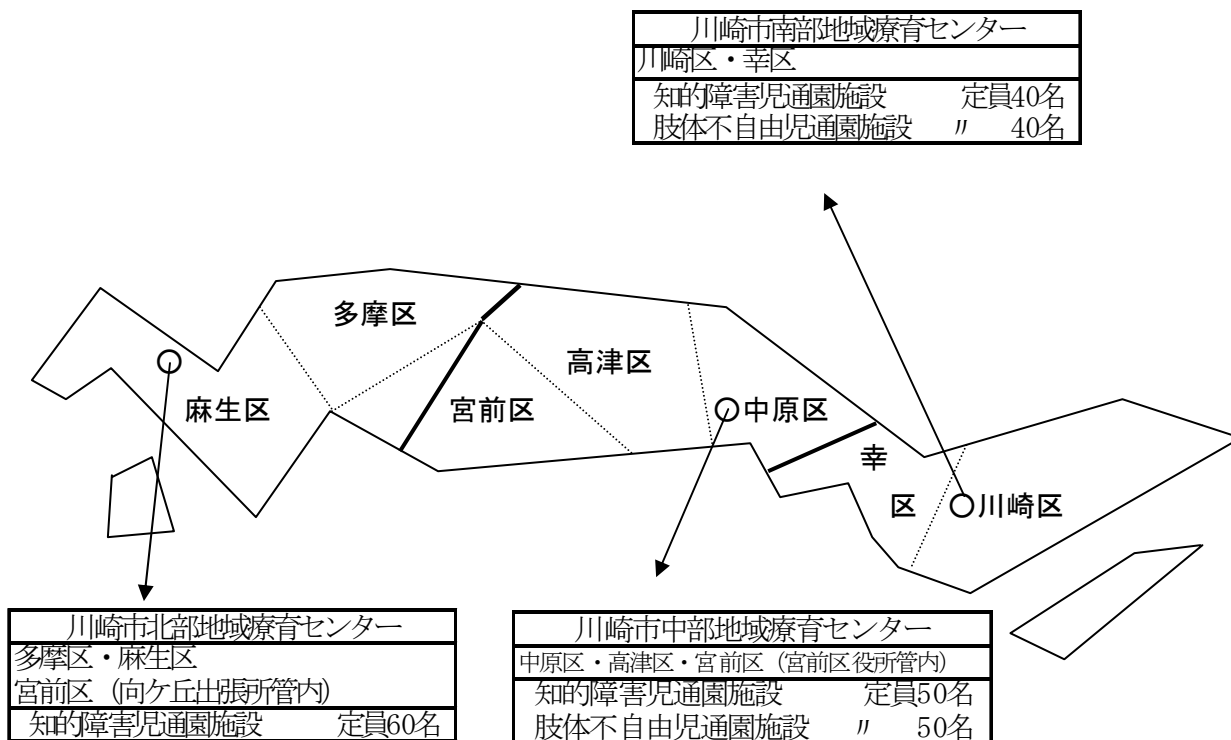 川崎市南部地域療育センター
川崎区・幸区
知的障害児通園施設 定員40名
肢体不自由児通園施設 〃 40名
多摩区
高津区
麻生区
宮前区
中原区
幸
区
川崎区
川崎市北部地域療育センター
多摩区・麻生区
宮前区（向ケ丘出張所管内）
知的障害児通園施設 定員60名
川崎市中部地域療育センター
中原区・高津区・宮前区（宮前区役所管内）
知的障害児通園施設 定員50名
肢体不自由児通園施設 〃 50名